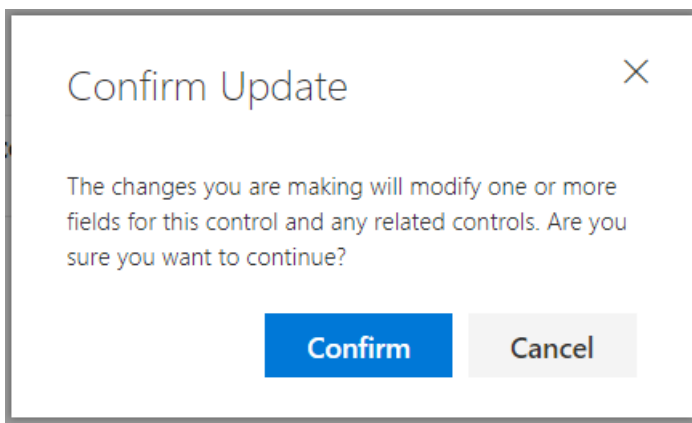 Confirm Update
The changes you are making will modify one or more
fields for this control and any related controls. Are you
sure you want to continue?
Confirm
Cancel